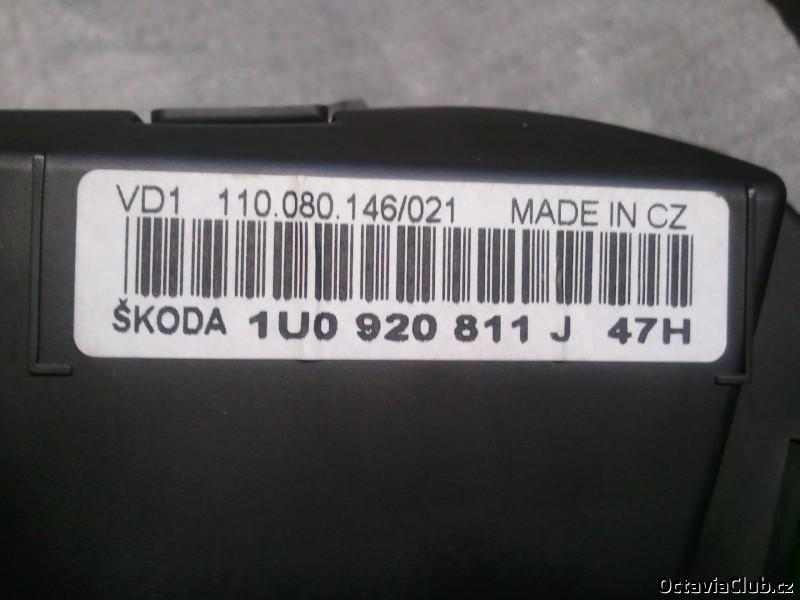 VD1 110.080.146/021 MADE IN CZ
ŠKODA 1U0 920 811 J 47H
OctaviaClub.cz